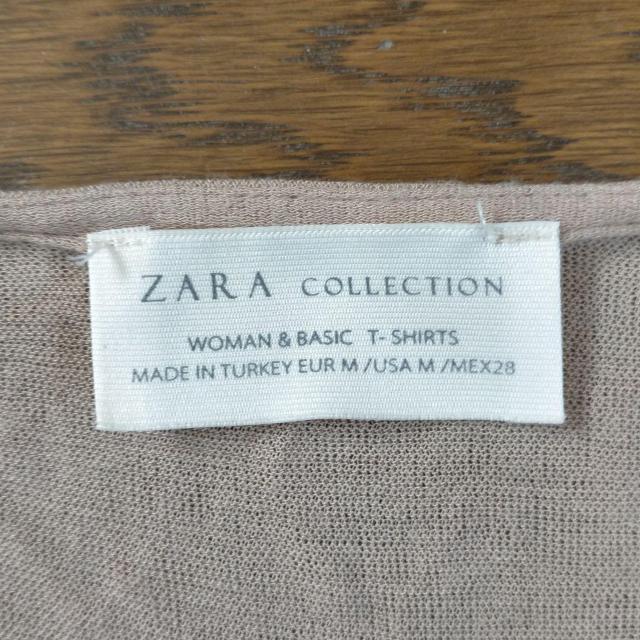 ZARA COLLECTION
WOMAN & BASIC T- SHIRTS
MADE IN TURKEY EUR M /USA M /MEX28